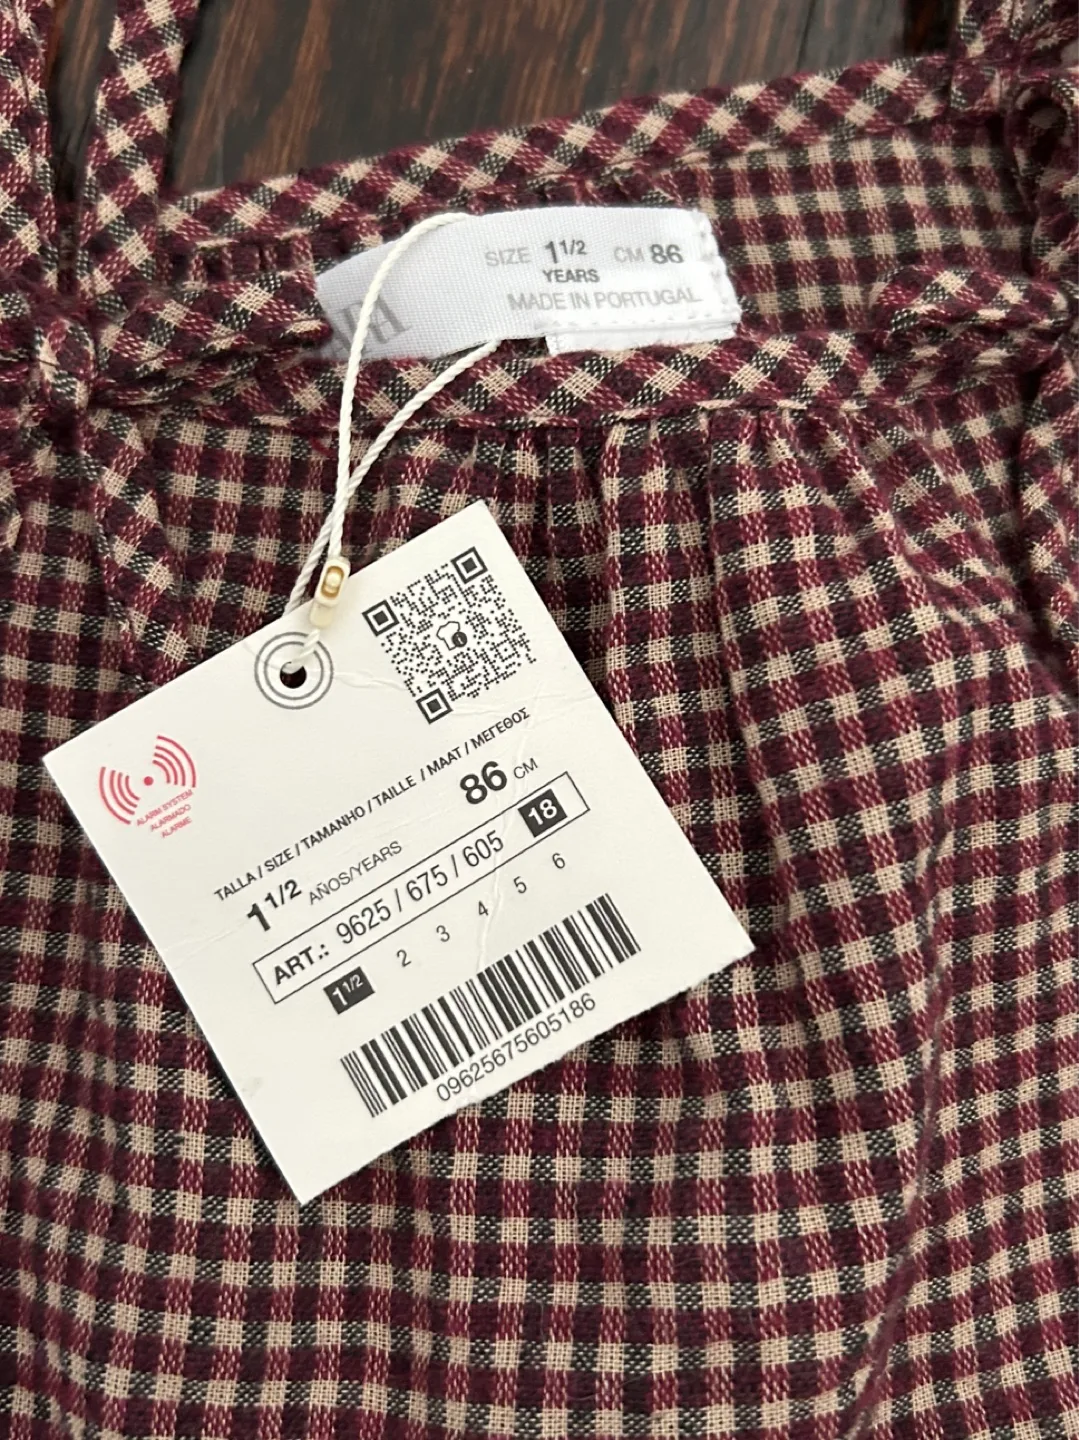 SIZE 1 1/2 CM 86
YEARS
MADE IN PORTUGAL
ALARM SYSTEM
ALARMADO
ALARME
TALLA / SIZE / TAMANHO / TAILLE / MAAT / ΜΕΓΕΘΟΣ
1 1/2 AÑOS/YEARS 86 CM
ART.: 9625 / 675 / 605 18
1 1/2 2 3 4 5 6
09625675605186